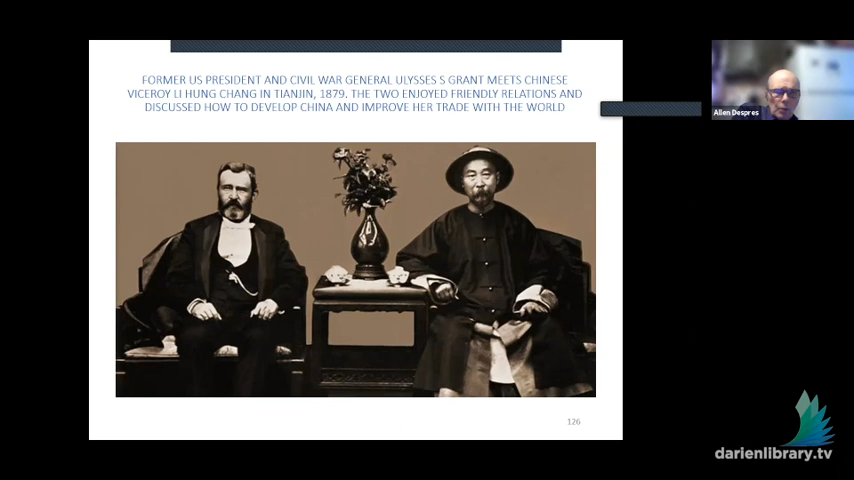 FORMER US PRESIDENT AND CIVIL WAR GENERAL ULYSSES S GRANT MEETS CHINESE
VICEROY LI HUNG CHANG IN TIANJIN, 1879. THE TWO ENJOYED FRIENDLY RELATIONS AND
DISCUSSED HOW TO DEVELOP CHINA AND IMPROVE HER TRADE WITH THE WORLD
Allen Despres
126
darienlibrary.tv